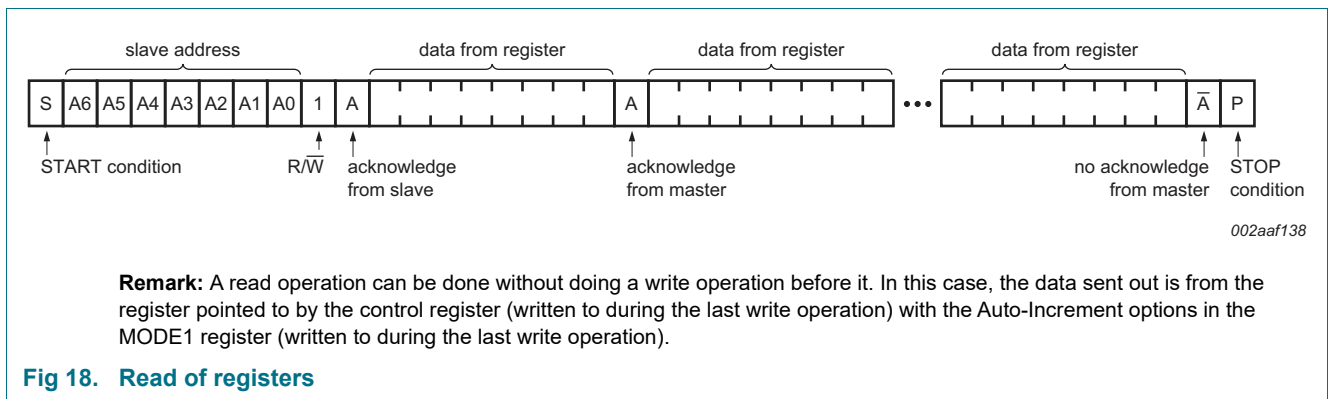 slave address data from register data from register data from register
S A6 A5 A4 A3 A2 A1 A0 1 A A ••• A̅ P
START condition R/W̅ acknowledge from slave acknowledge from master no acknowledge from master STOP condition
002aaf138
Remark: A read operation can be done without doing a write operation before it. In this case, the data sent out is from the
register pointed to by the control register (written to during the last write operation) with the Auto-Increment options in the
MODE1 register (written to during the last write operation).
Fig 18. Read of registers